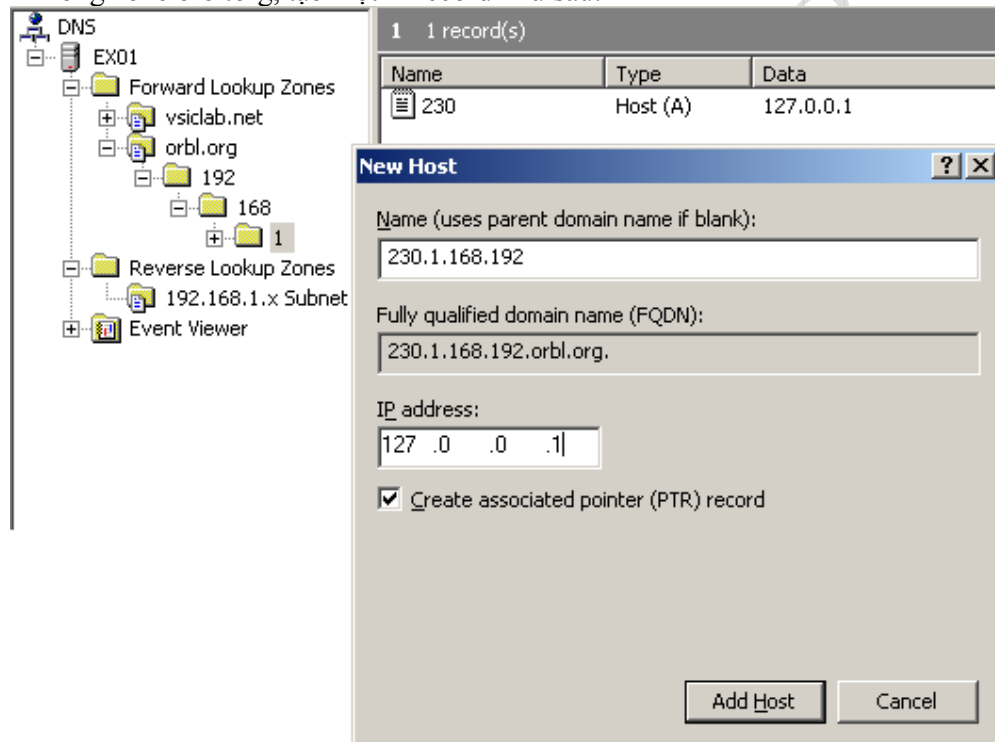 DNS
EX01
Forward Lookup Zones
vsiclab.net
orbl.org
192
168
1
Reverse Lookup Zones
192.168.1.x Subnet
Event Viewer
1 1 record(s)
Name Type Data
230 Host (A) 127.0.0.1
New Host
Name (uses parent domain name if blank):
230.1.168.192
Fully qualified domain name (FQDN):
230.1.168.192.orbl.org.
IP address:
127 .0 .0 .1
Create associated pointer (PTR) record
Add Host Cancel